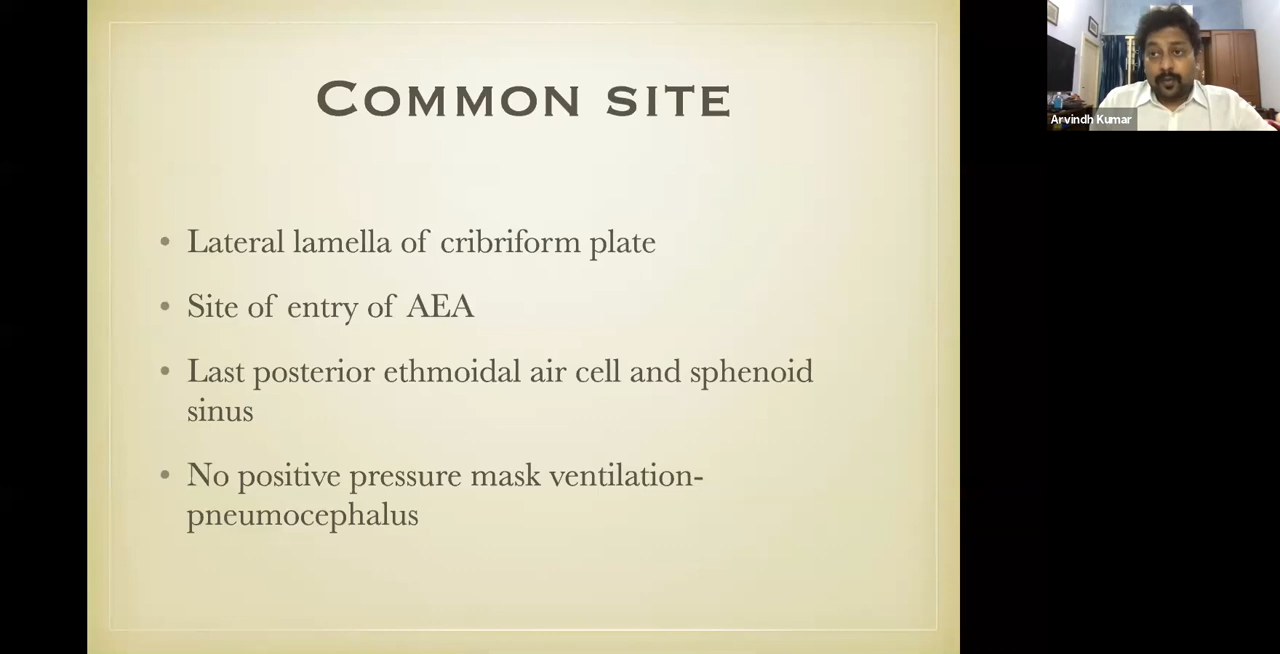 Common site
• Lateral lamella of cribriform plate
• Site of entry of AEA
• Last posterior ethmoidal air cell and sphenoid
sinus
• No positive pressure mask ventilation-
pneumocephalus
Arvindh Kumar